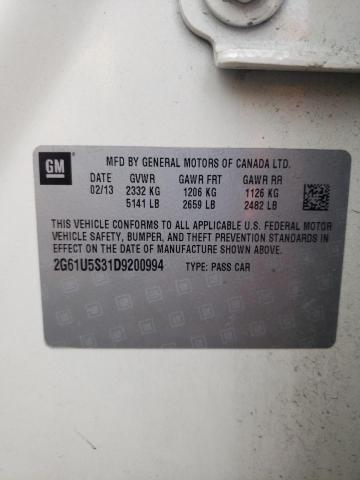 GM MFD BY GENERAL MOTORS OF CANADA LTD.
DATE GVWR GAWR FRT GAWR RR
02/13 2332 KG 1206 KG 1126 KG
5141 LB 2659 LB 2482 LB
THIS VEHICLE CONFORMS TO ALL APPLICABLE U.S. FEDERAL MOTOR
VEHICLE SAFETY, BUMPER, AND THEFT PREVENTION STANDARDS IN
EFFECT ON THE DATE OF MANUFACTURE SHOWN ABOVE.
2G61U5S31D9200994 TYPE: PASS CAR